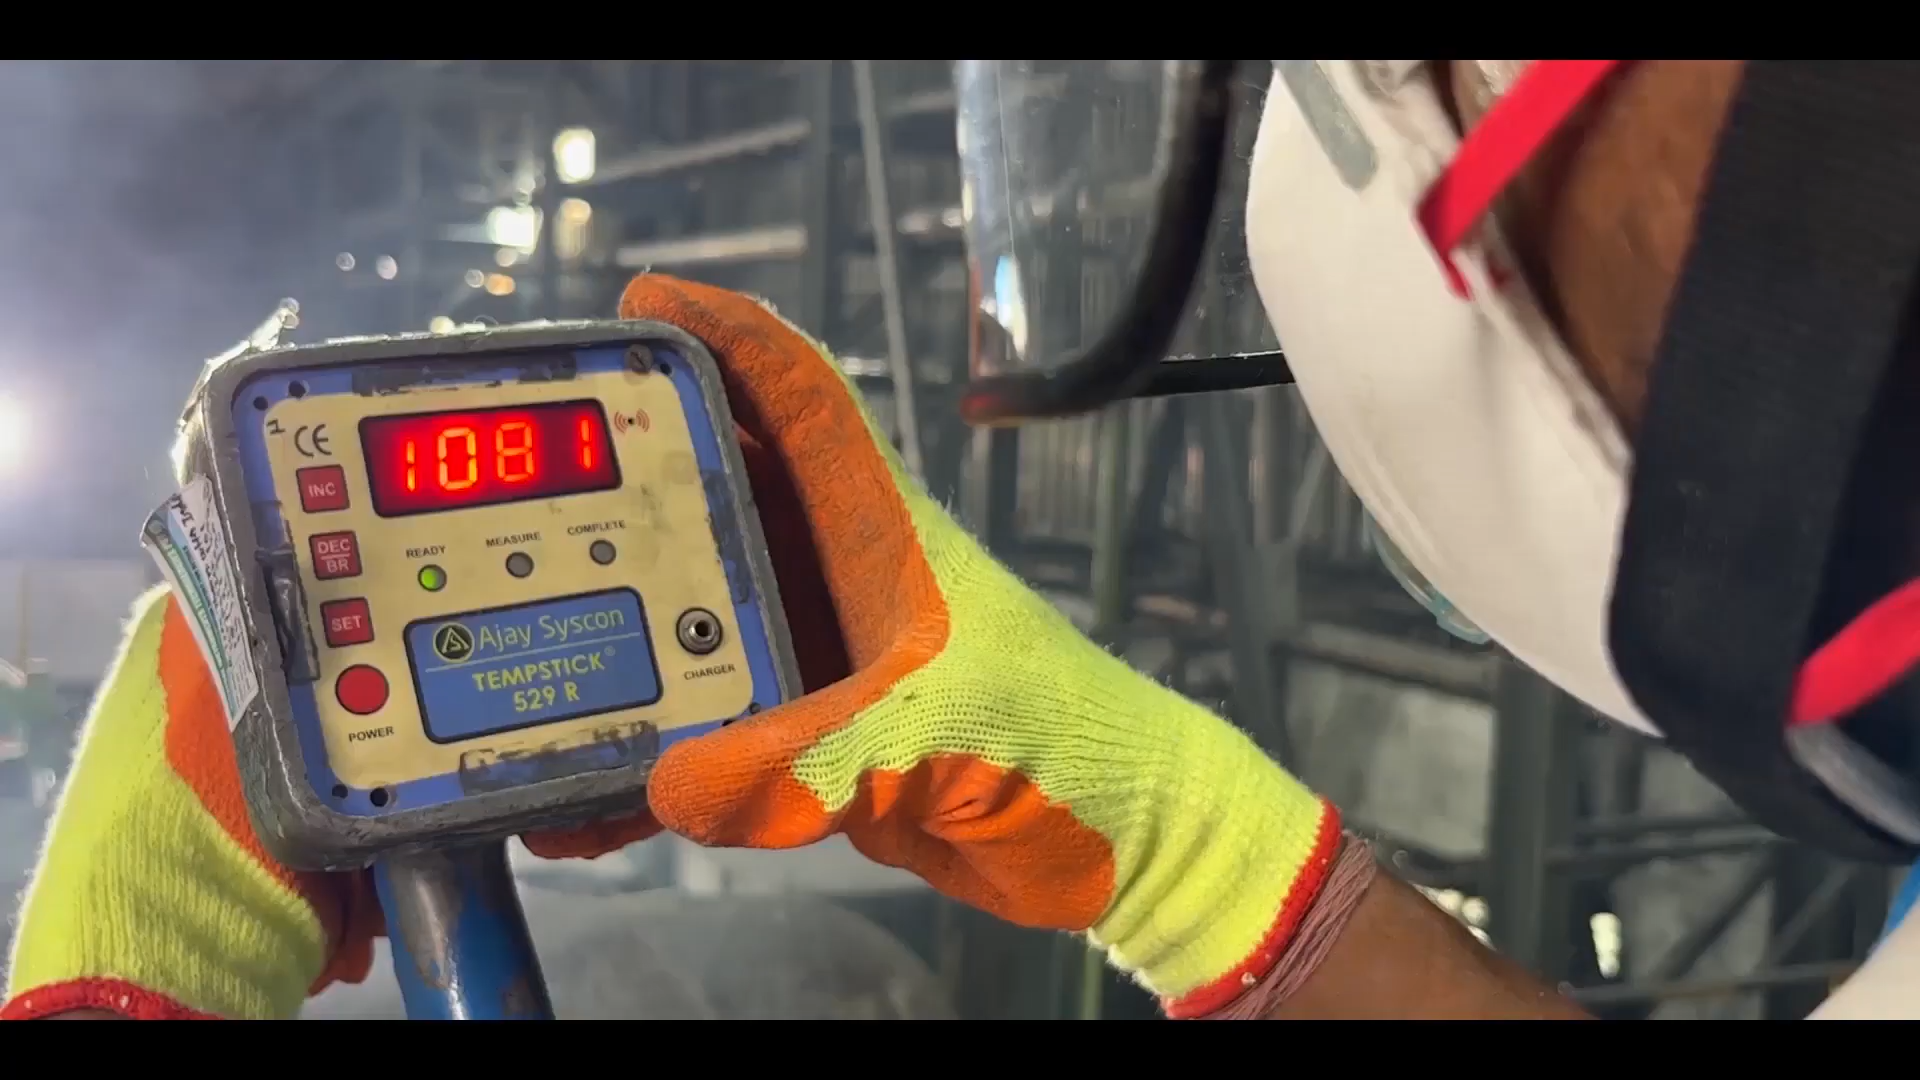 CE
1081
INC
DEC
BR
SET
READY
MEASURE
COMPLETE
Ajay Syscon
TEMPSTICK®
529 R
CHARGER
POWER